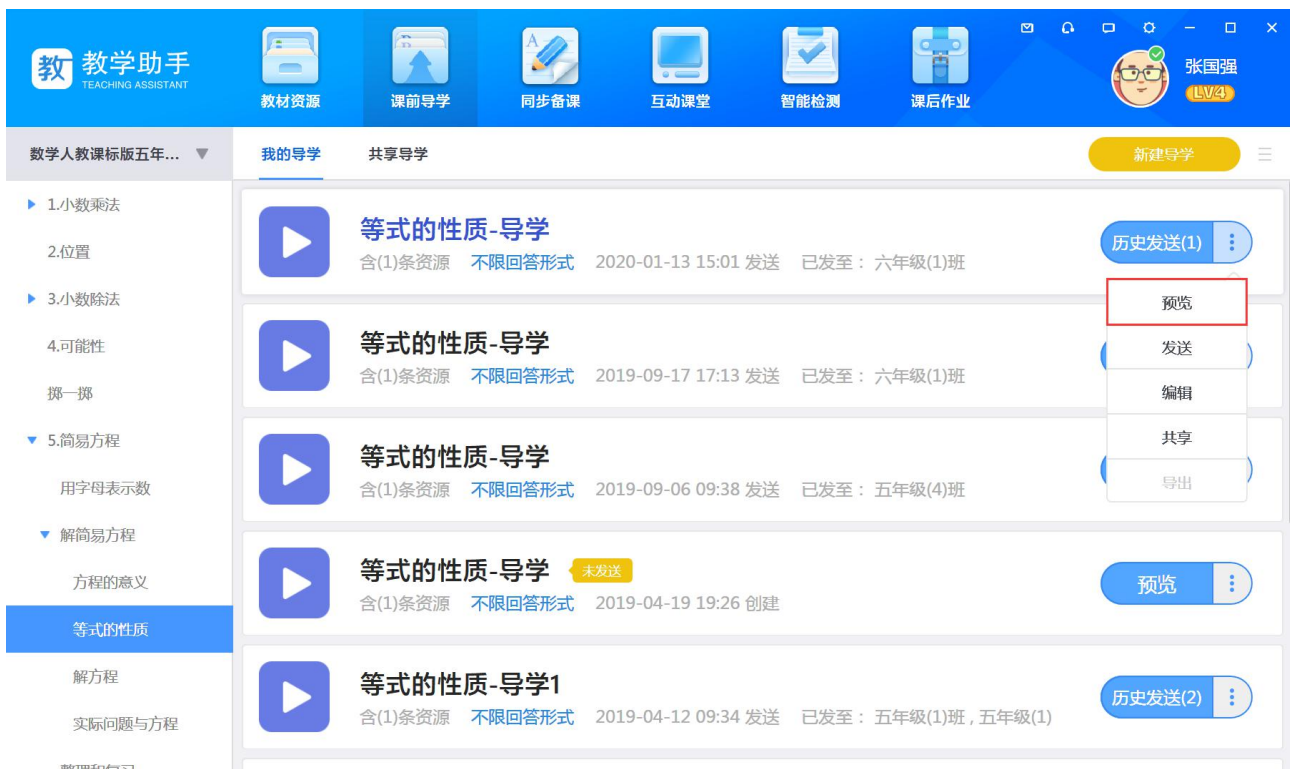 教 教学助手
TEACHING ASSISTANT
教材资源 课前导学 同步备课 互动课堂 智能检测 课后作业
张国强
LV4
数学人教课标版五年... 我的导学 共享导学 新建导学
1.小数乘法
2.位置
3.小数除法
4.可能性
掷一掷
5.简易方程
用字母表示数
解简易方程
方程的意义
等式的性质
解方程
实际问题与方程
整理和复习
等式的性质-导学
含(1)条资源 不限回答形式 2020-01-13 15:01 发送 已发至： 六年级(1)班
历史发送(1)
预览
发送
编辑
共享
导出
等式的性质-导学
含(1)条资源 不限回答形式 2019-09-17 17:13 发送 已发至： 六年级(1)班
等式的性质-导学
含(1)条资源 不限回答形式 2019-09-06 09:38 发送 已发至： 五年级(4)班
等式的性质-导学 未发送
含(1)条资源 不限回答形式 2019-04-19 19:26 创建
预览
等式的性质-导学1
含(1)条资源 不限回答形式 2019-04-12 09:34 发送 已发至： 五年级(1)班 , 五年级(1)
历史发送(2)